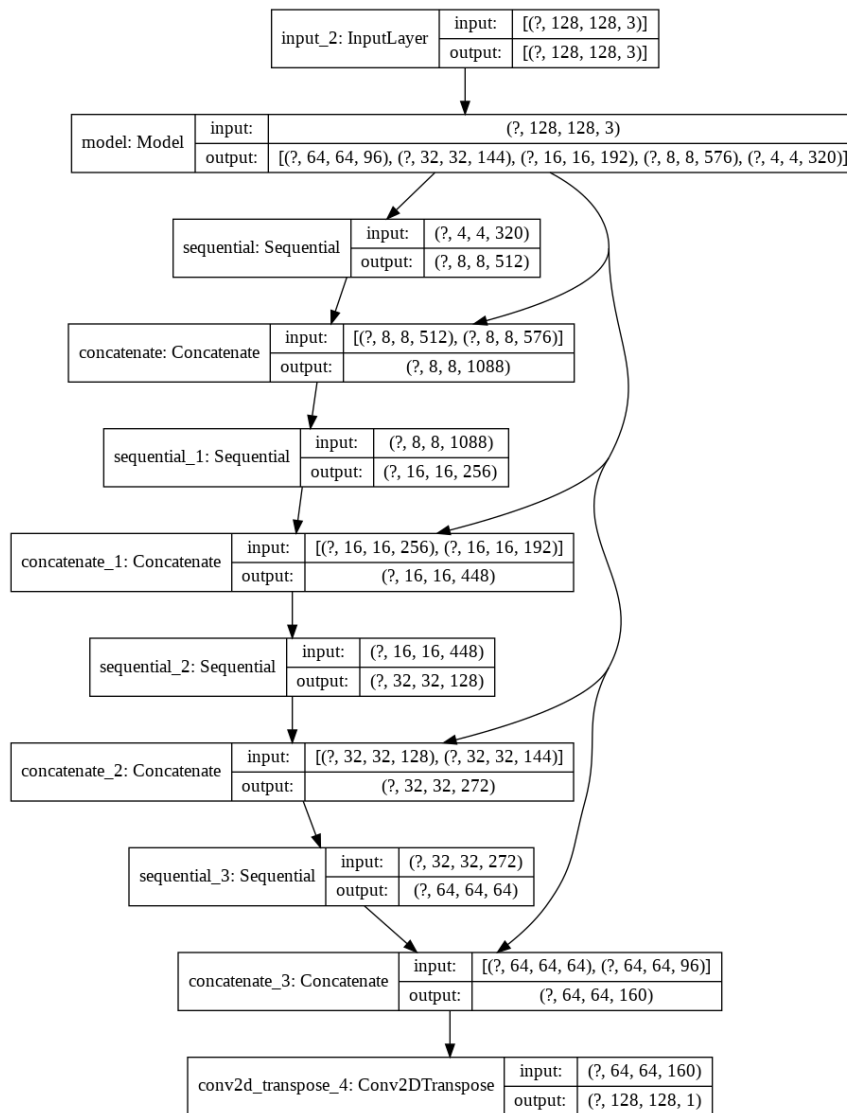 input_2: InputLayer
input: [(?, 128, 128, 3)]
output: [(?, 128, 128, 3)]
model: Model
input: (?, 128, 128, 3)
output: [(?, 64, 64, 96), (?, 32, 32, 144), (?, 16, 16, 192), (?, 8, 8, 576), (?, 4, 4, 320)]
sequential: Sequential
input: (?, 4, 4, 320)
output: (?, 8, 8, 512)
concatenate: Concatenate
input: [(?, 8, 8, 512), (?, 8, 8, 576)]
output: (?, 8, 8, 1088)
sequential_1: Sequential
input: (?, 8, 8, 1088)
output: (?, 16, 16, 256)
concatenate_1: Concatenate
input: [(?, 16, 16, 256), (?, 16, 16, 192)]
output: (?, 16, 16, 448)
sequential_2: Sequential
input: (?, 16, 16, 448)
output: (?, 32, 32, 128)
concatenate_2: Concatenate
input: [(?, 32, 32, 128), (?, 32, 32, 144)]
output: (?, 32, 32, 272)
sequential_3: Sequential
input: (?, 32, 32, 272)
output: (?, 64, 64, 64)
concatenate_3: Concatenate
input: [(?, 64, 64, 64), (?, 64, 64, 96)]
output: (?, 64, 64, 160)
conv2d_transpose_4: Conv2DTranspose
input: (?, 64, 64, 160)
output: (?, 128, 128, 1)